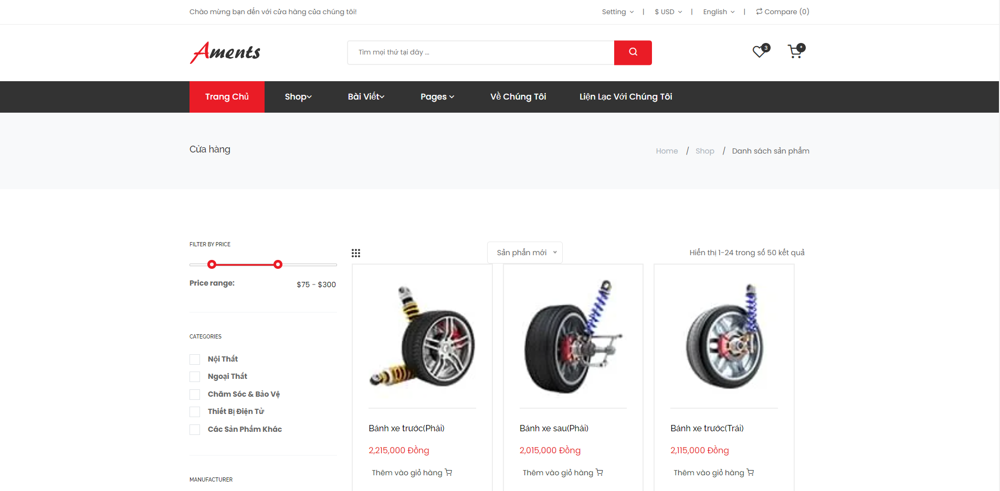 Chào mừng bạn đến với cửa hàng của chúng tôi!
Setting | $ USD | English | Compare (0)
Aments
Tìm mọi thứ tại đây ...
3
*
Trang Chủ Shop Bài Viết Pages Về Chúng Tôi Liện Lạc Với Chúng Tôi
Cửa hàng
Home / Shop / Danh sách sản phẩm
FILTER BY PRICE
Price range: $75 - $300
CATEGORIES
Nội Thất
Ngoại Thất
Chăm Sóc & Bảo Vệ
Thiết Bị Điện Tử
Các Sản Phẩm Khác
MANUFACTURER
Sản phẩn mới
Hiển thị 1-24 trong số 50 kết quả
Bánh xe trước(Phải)
2,215,000 Đồng
Thêm vào giỏ hàng
Bánh xe sau(Phải)
2,015,000 Đồng
Thêm vào giỏ hàng
Bánh xe trước(Trái)
2,115,000 Đồng
Thêm vào giỏ hàng